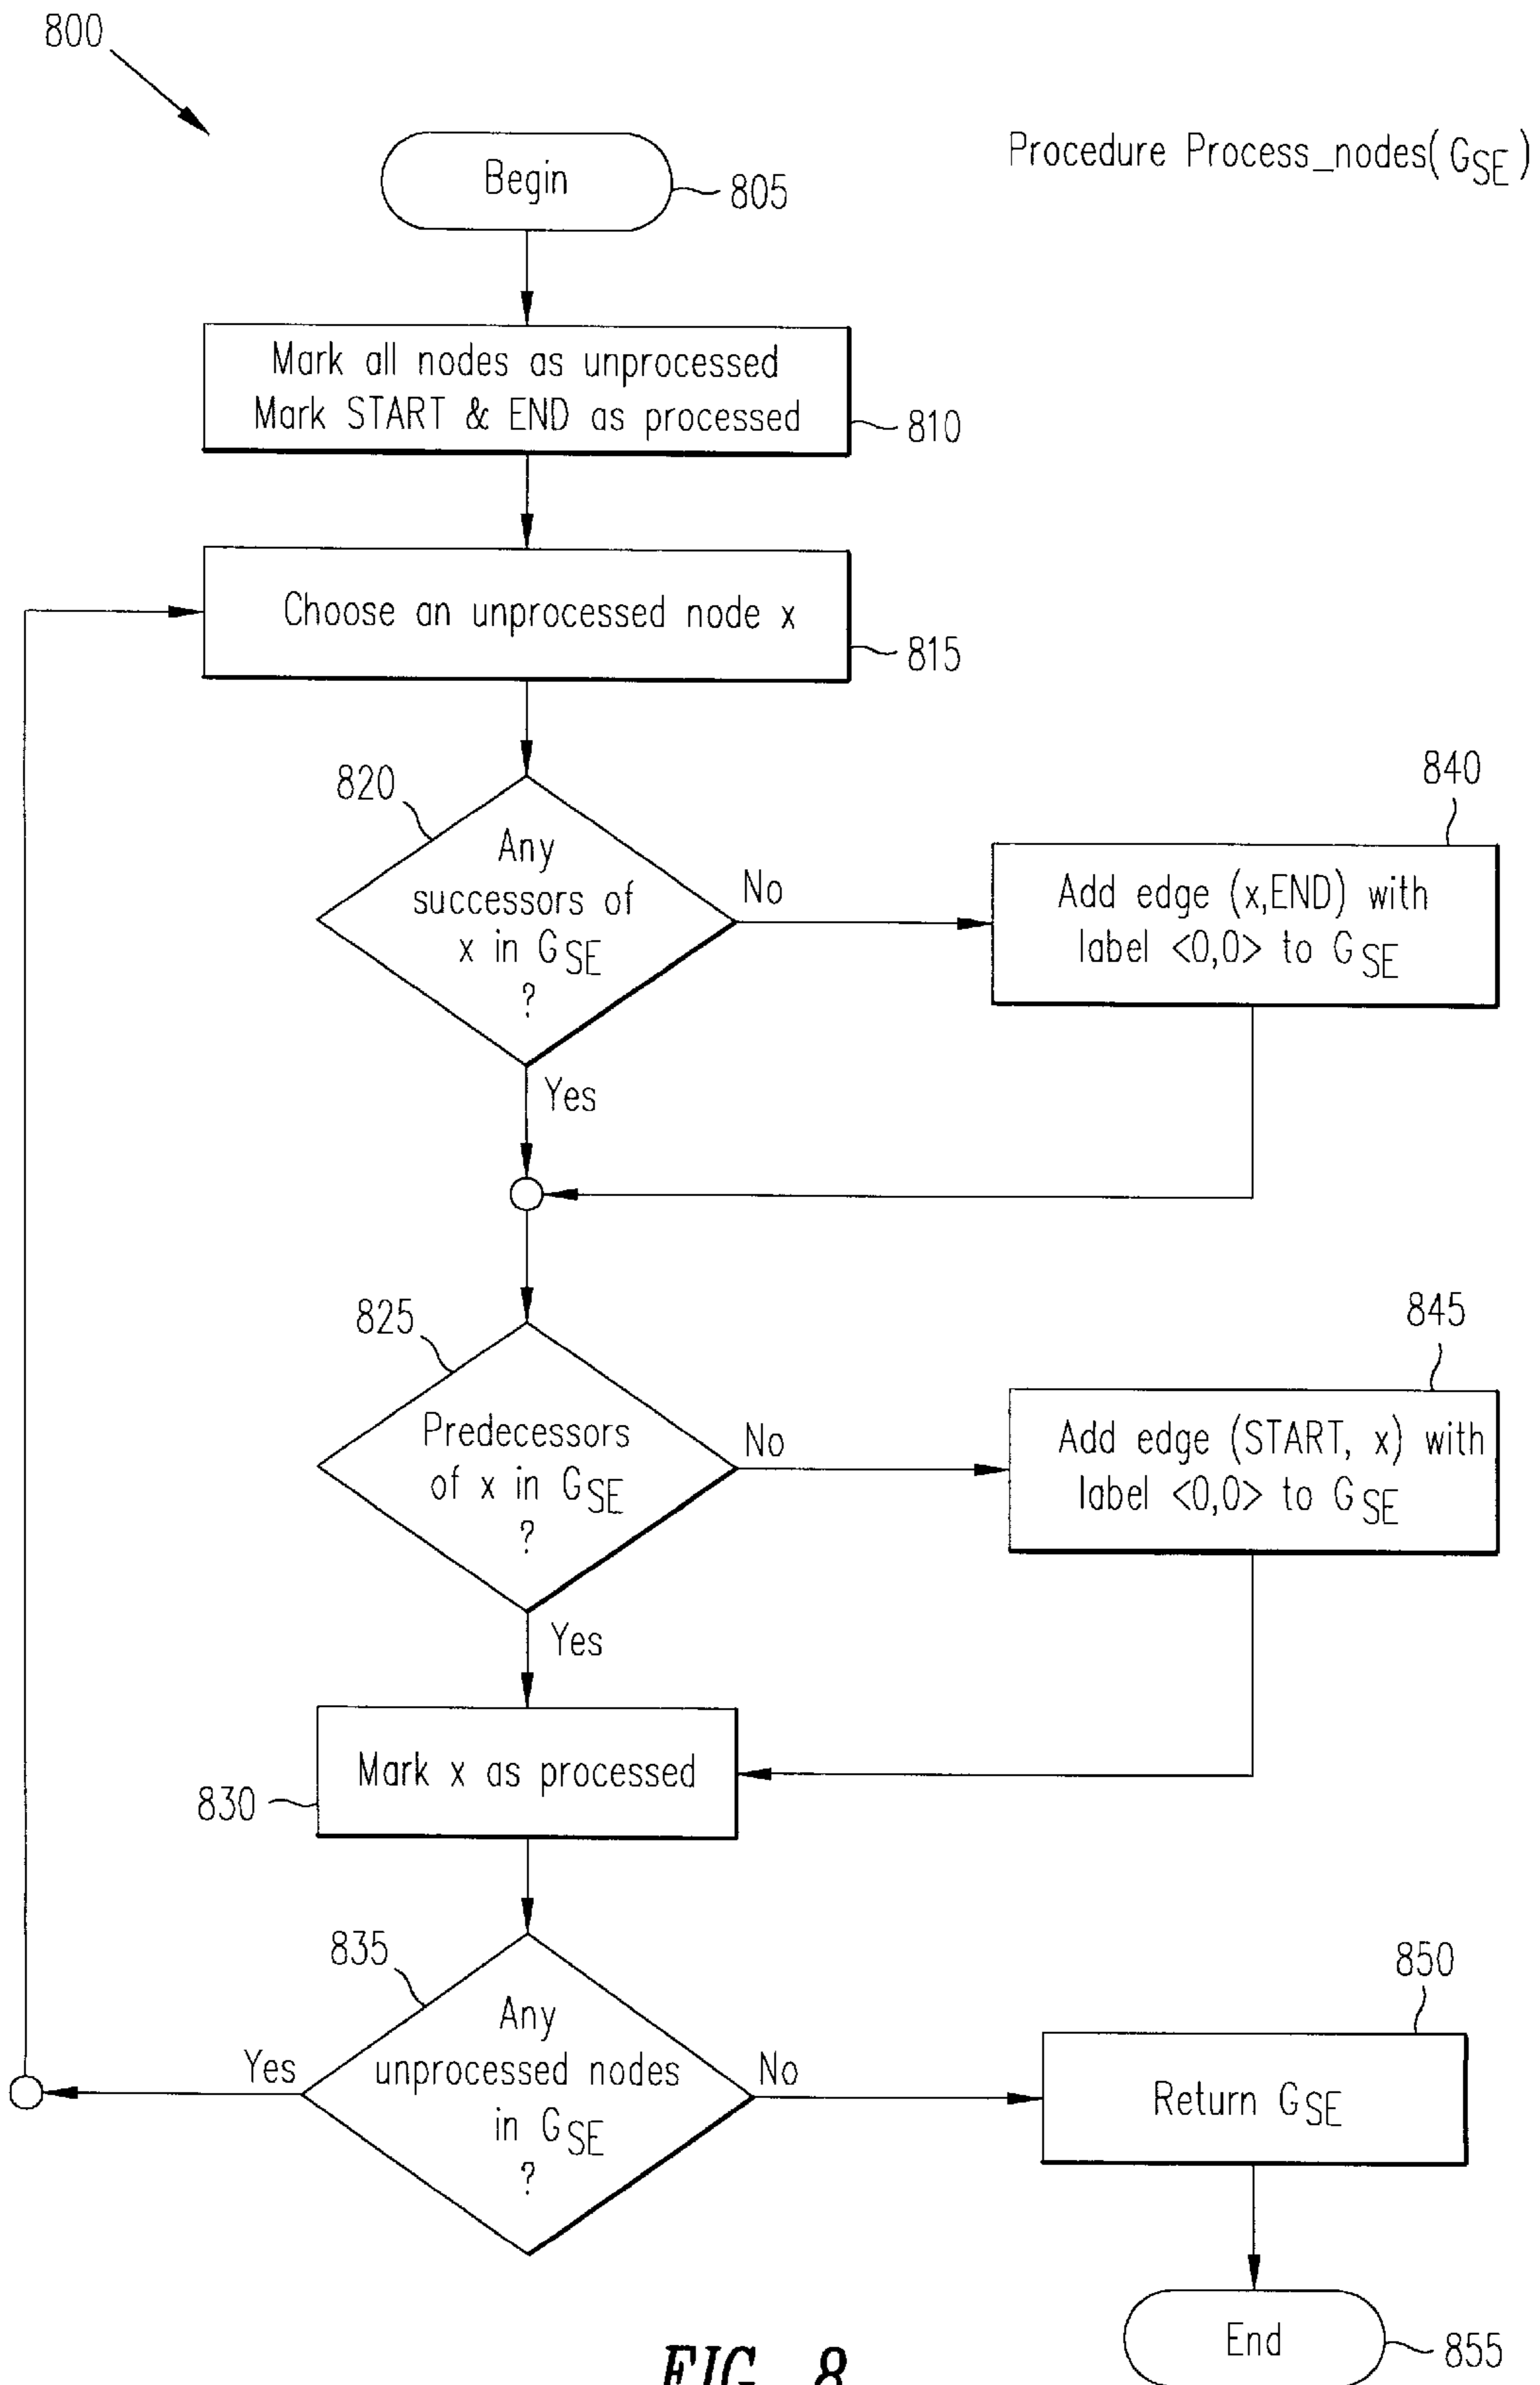 800
Procedure Process_nodes(GSE)
Begin
805
Mark all nodes as unprocessed
Mark START & END as processed
810
Choose an unprocessed node x
815
820
Any
successors of
x in GSE
?
No
840
Add edge (x,END) with
label <0,0> to GSE
Yes
825
Predecessors
of x in GSE
?
No
845
Add edge (START, x) with
label <0,0> to GSE
Yes
Mark x as processed
830
835
Any
unprocessed nodes
in GSE
?
Yes
No
850
Return GSE
End
855
FIG. 8